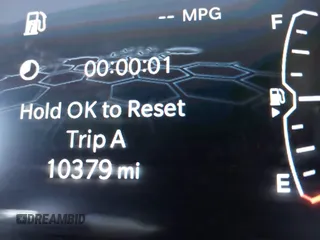 -- MPG
F
00:00:01
Hold OK to Reset
Trip A
10379 mi
E
DREAMBID